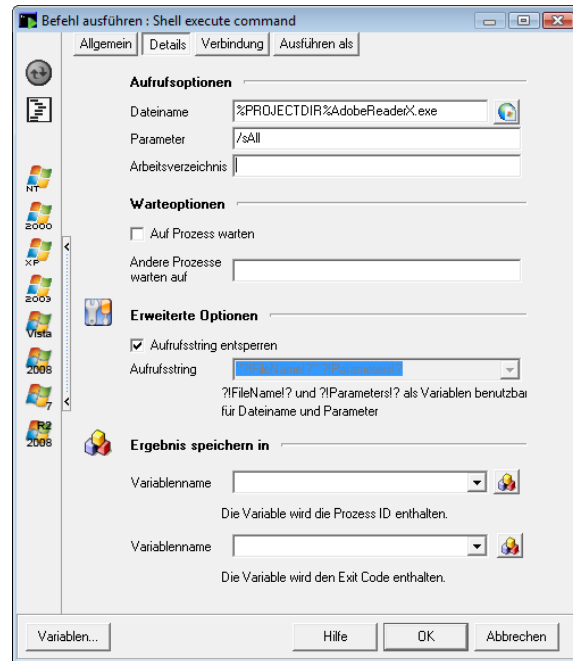 Befehl ausführen : Shell execute command
Allgemein Details Verbindung Ausführen als
Aufrufsoptionen
Dateiname %PROJECTDIR%AdobeReaderX.exe
Parameter /sAll
Arbeitsverzeichnis
NT
2000
Warteoptionen
Auf Prozess warten
XP
Andere Prozesse
warten auf
2003
Erweiterte Optionen
Vista
Aufrufsstring entsperren
Aufrufsstring
2008
?!FileName!? und ?!Parameters!? als Variablen benutzbar
für Dateiname und Parameter
7
R2
2008
Ergebnis speichern in
Variablenname
Die Variable wird die Prozess ID enthalten.
Variablenname
Die Variable wird den Exit Code enthalten.
Variablen... Hilfe OK Abbrechen